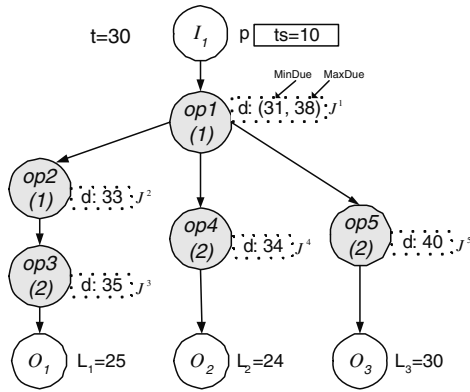 t=30
I₁
p
ts=10
MinDue MaxDue
op1
(1)
d: (31, 38) J¹
op2
(1)
d: 33 J²
op4
(2)
d: 34 J⁴
op5
(2)
d: 40 J⁵
op3
(2)
d: 35 J³
O₁
L₁=25
O₂
L₂=24
O₃
L₃=30